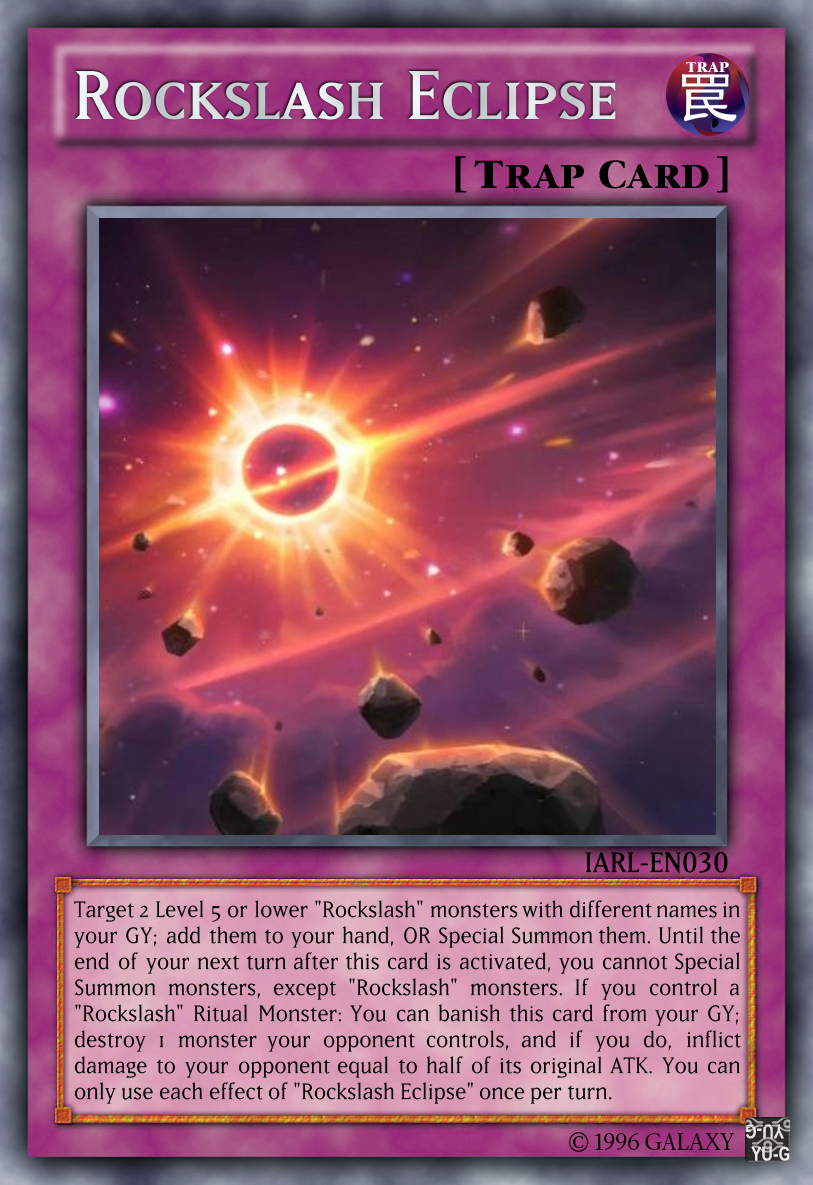 ROCKSLASH ECLIPSE
TRAP
罠
[TRAP CARD]
IARL-EN030
Target 2 Level 5 or lower "Rockslash" monsters with different names in
your GY; add them to your hand, OR Special Summon them. Until the
end of your next turn after this card is activated, you cannot Special
Summon monsters, except "Rockslash" monsters. If you control a
"Rockslash" Ritual Monster: You can banish this card from your GY;
destroy 1 monster your opponent controls, and if you do, inflict
damage to your opponent equal to half of its original ATK. You can
only use each effect of "Rockslash Eclipse" once per turn.
© 1996 GALAXY
YU-G